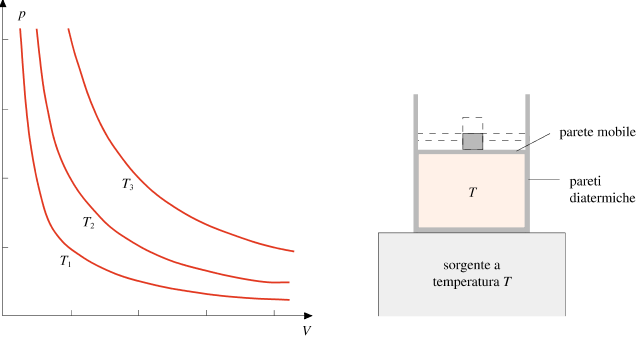 p
T3
T2
T1
V
parete mobile
T
pareti
diatermiche
sorgente a
temperatura T